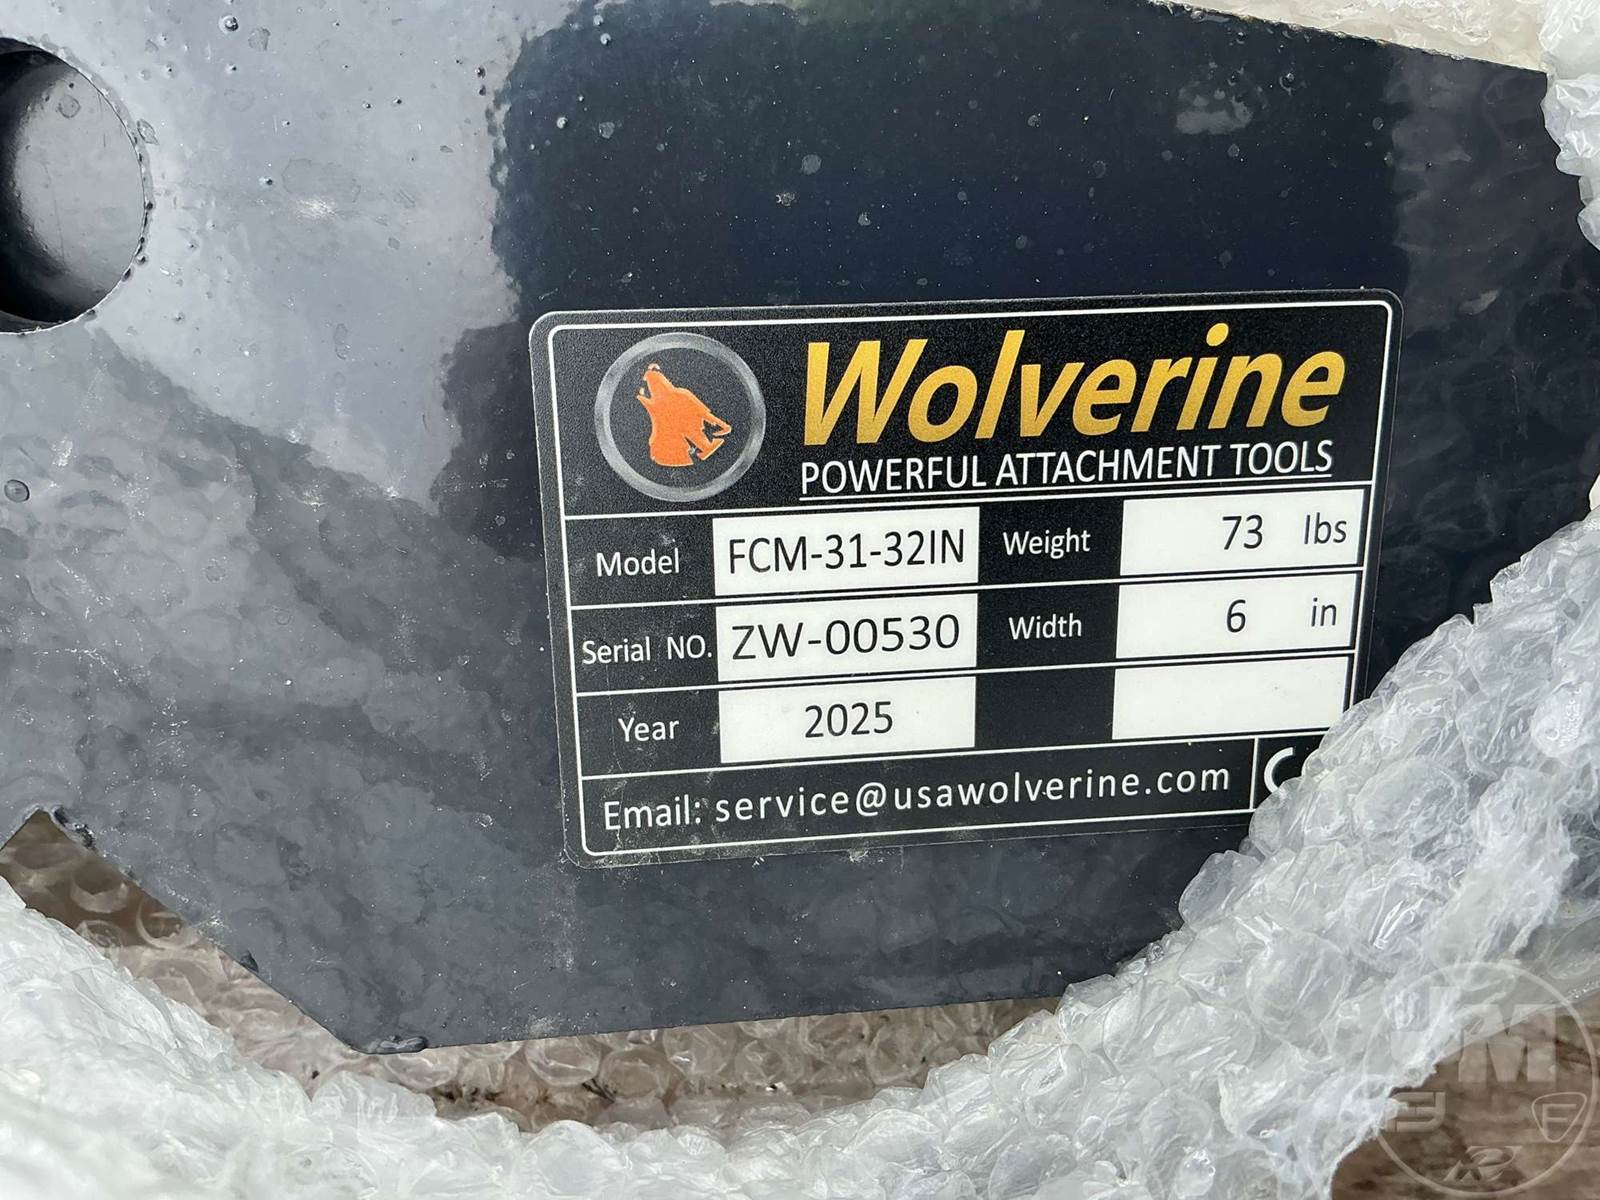 Wolverine
POWERFUL ATTACHMENT TOOLS
Model FCM-31-32IN Weight 73 lbs
Serial NO. ZW-00530 Width 6 in
Year 2025
Email: service@usawolverine.com